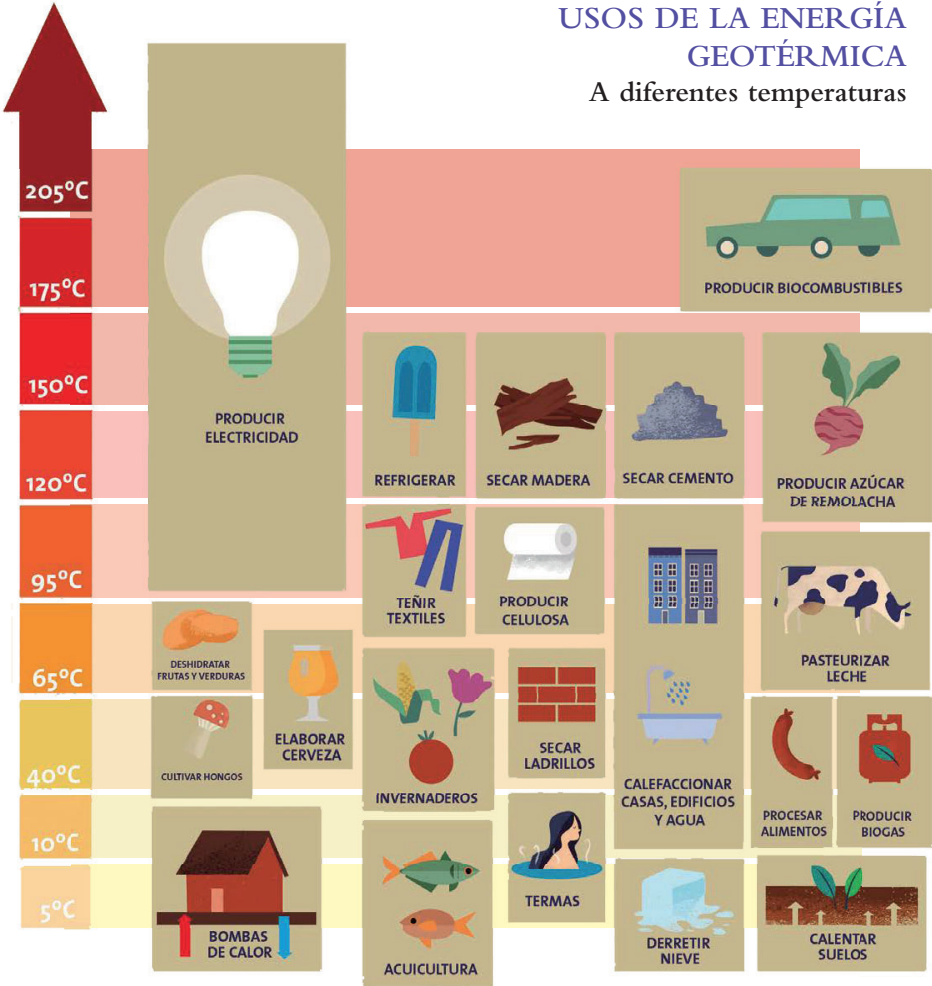 USOS DE LA ENERGÍA
GEOTÉRMICA
A diferentes temperaturas
205°C
175°C
150°C
120°C
95°C
65°C
40°C
10°C
5°C
PRODUCIR
ELECTRICIDAD
PRODUCIR BIOCOMBUSTIBLES
REFRIGERAR
SECAR MADERA
SECAR CEMENTO
PRODUCIR AZÚCAR
DE REMOLACHA
TEÑIR
TEXTILES
PRODUCIR
CELULOSA
CALEFACCIONAR
CASAS, EDIFICIOS
Y AGUA
PASTEURIZAR
LECHE
DESHIDRATAR
FRUTAS Y VERDURAS
ELABORAR
CERVEZA
CULTIVAR HONGOS
INVERNADEROS
SECAR
LADRILLOS
PROCESAR
ALIMENTOS
PRODUCIR
BIOGAS
BOMBAS
DE CALOR
ACUICULTURA
TERMAS
DERRETIR
NIEVE
CALENTAR
SUELOS